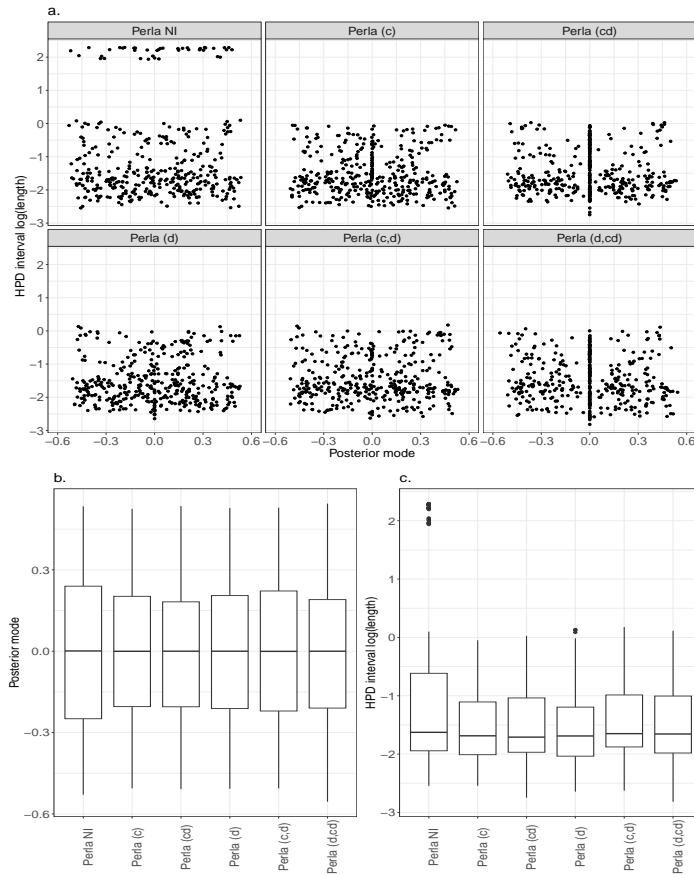 a.
Perla NI Perla (c) Perla (cd)
2
1
0
−1
−2
−3
Perla (d) Perla (c,d) Perla (d,cd)
2
1
0
−1
−2
−3
HPD interval log(length)
−0.6 −0.3 0.0 0.3 0.6 −0.6 −0.3 0.0 0.3 0.6 −0.6 −0.3 0.0 0.3 0.6
Posterior mode
b.
0.3
0.0
−0.3
−0.6
Posterior mode
Perla NI
Perla (c)
Perla (cd)
Perla (d)
Perla (c,d)
Perla (d,cd)
c.
2
1
0
−1
−2
−3
HPD interval log(length)
Perla NI
Perla (c)
Perla (cd)
Perla (d)
Perla (c,d)
Perla (d,cd)